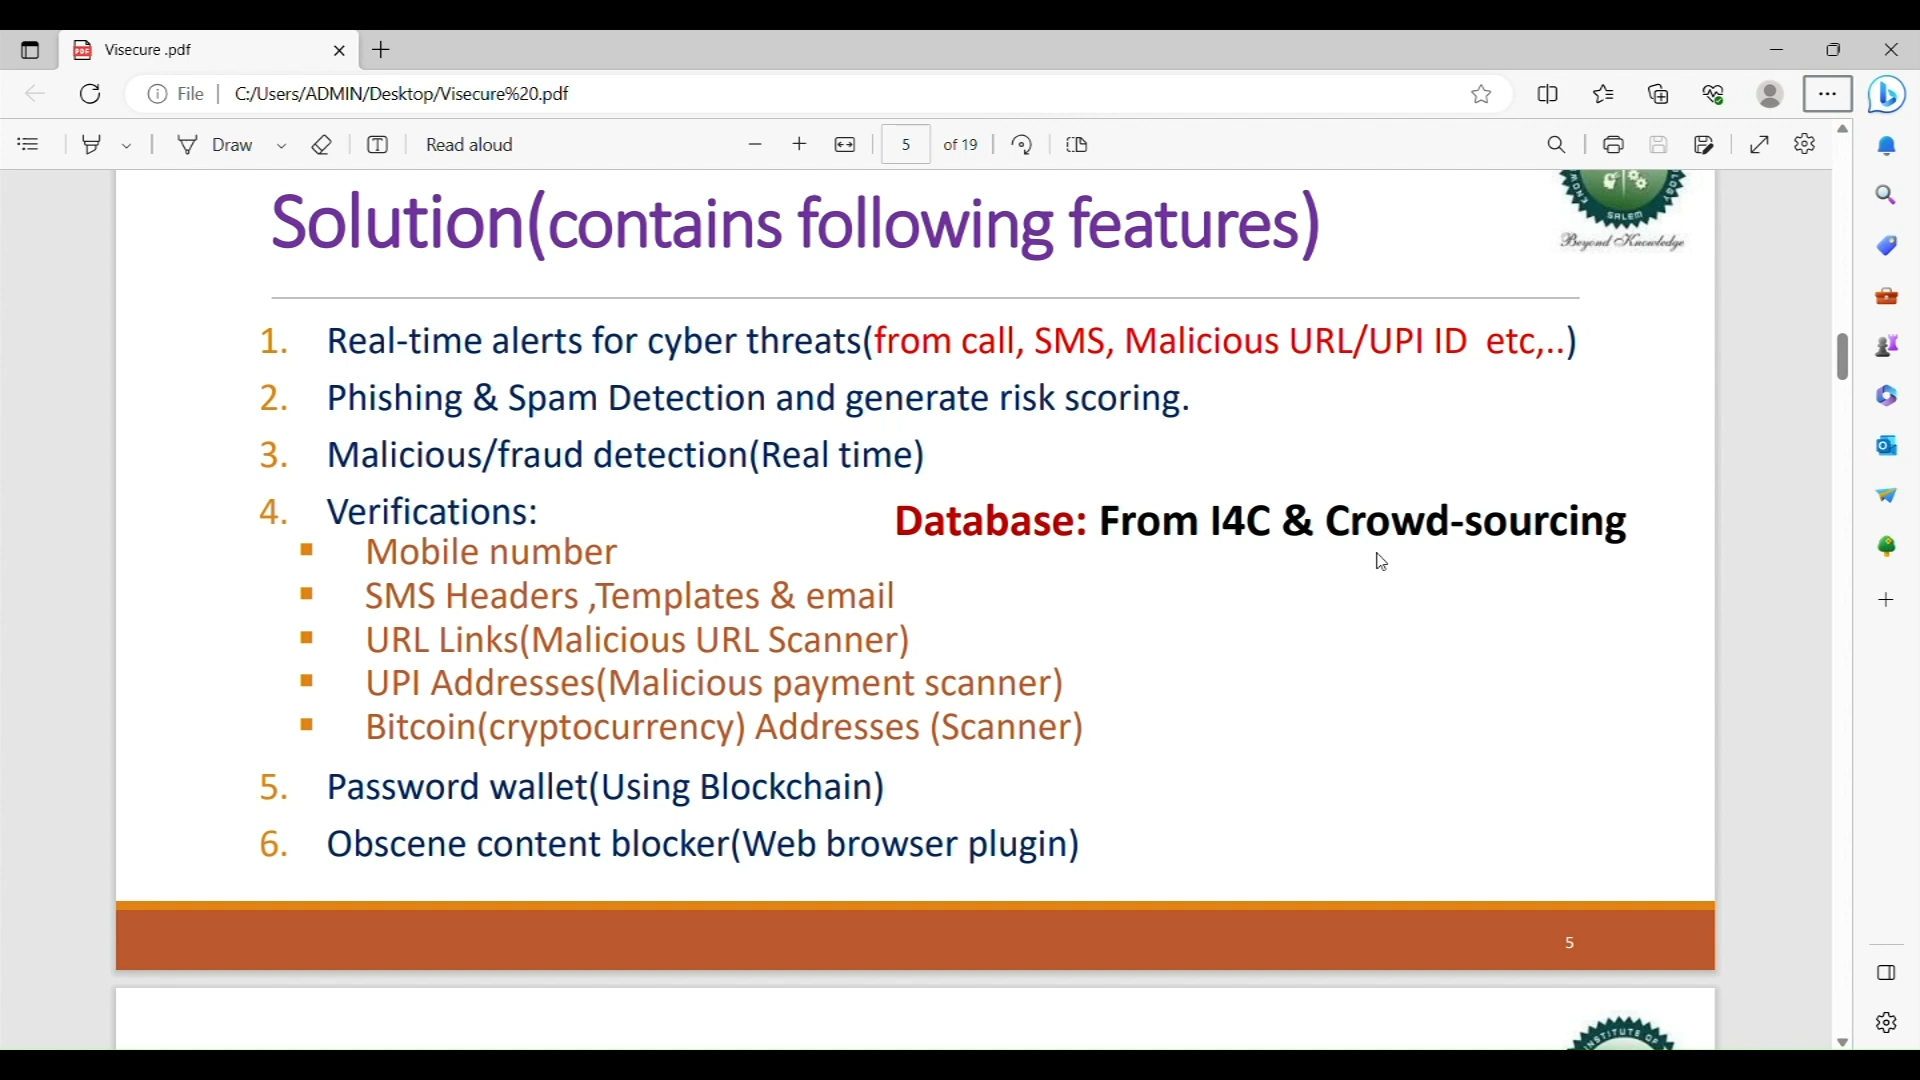 Visecure .pdf
File
C:/Users/ADMIN/Desktop/Visecure%20.pdf
Draw
Read aloud
5
of 19
Solution(contains following features)
SALEM
Beyond Knowledge
1. Real-time alerts for cyber threats(from call, SMS, Malicious URL/UPI ID etc,..)
2. Phishing & Spam Detection and generate risk scoring.
3. Malicious/fraud detection(Real time)
4. Verifications:
Database: From I4C & Crowd-sourcing
Mobile number
SMS Headers ,Templates & email
URL Links(Malicious URL Scanner)
UPI Addresses(Malicious payment scanner)
Bitcoin(cryptocurrency) Addresses (Scanner)
5. Password wallet(Using Blockchain)
6. Obscene content blocker(Web browser plugin)
5